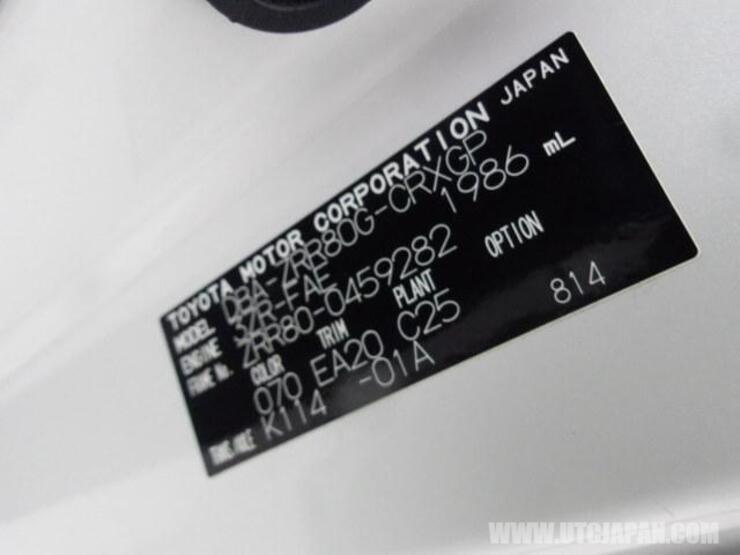 TOYOTA MOTOR CORPORATION JAPAN
MODEL DBA-ZRR80G-CRXGP
ENGINE 3ZR-FAE 1986 mL
FRAME No. ZRR80-0459282
COLOR TRIM PLANT OPTION
070 EA20 C25 814
TRANS/AXLE K114 -01A
WWW.UTCJAPAN.COM